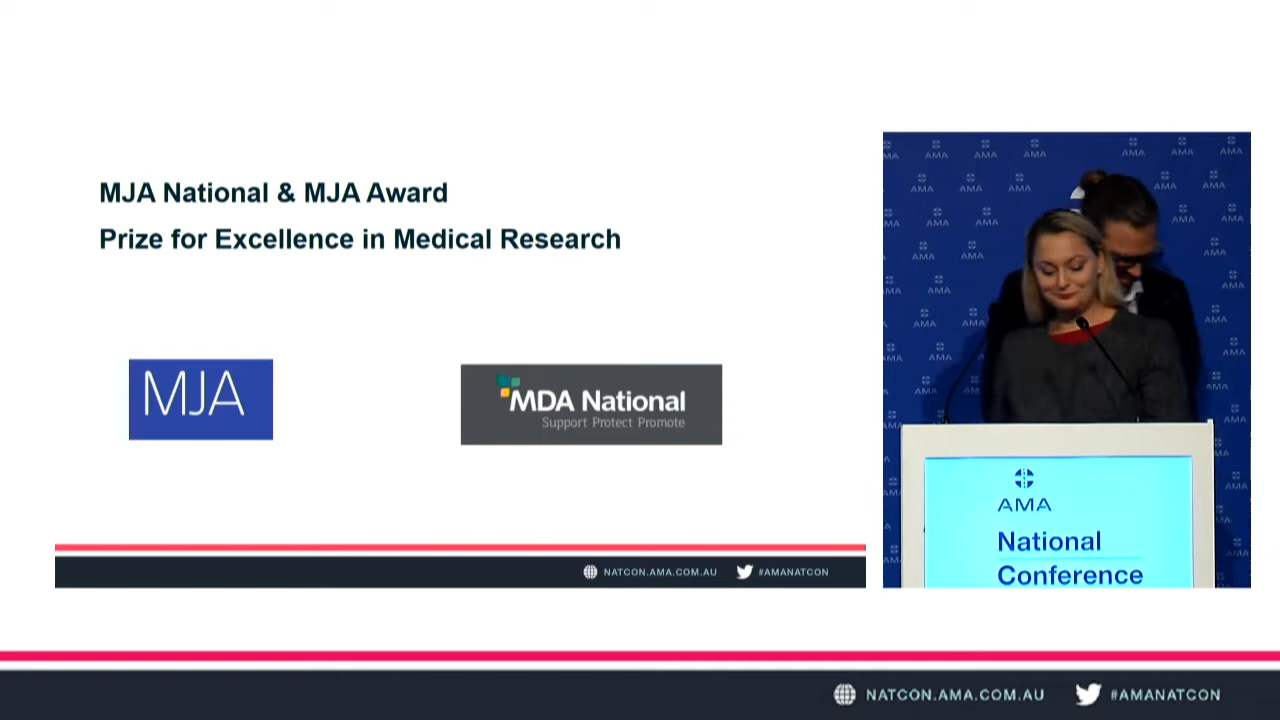 MJA National & MJA Award
Prize for Excellence in Medical Research
MJA
MDA National
Support Protect Promote
NATCON.AMA.COM.AU #AMANATCON
AMA
National
Conference
NATCON.AMA.COM.AU #AMANATCON